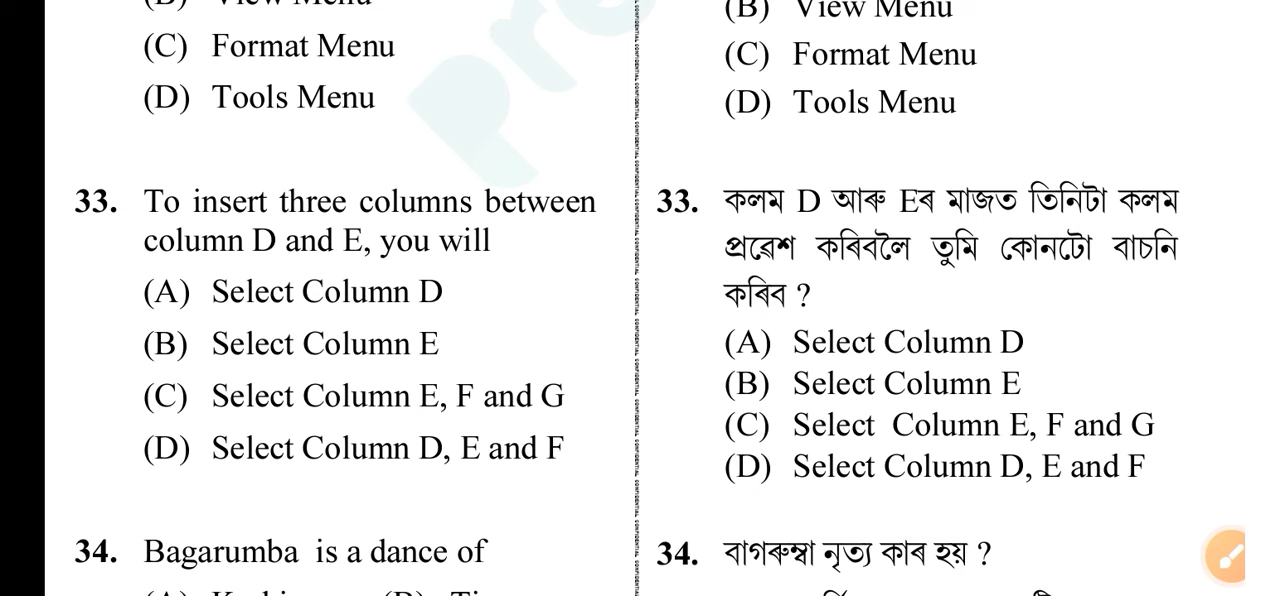 (B) View Menu
(C) Format Menu
(D) Tools Menu
33. To insert three columns between
column D and E, you will
(A) Select Column D
(B) Select Column E
(C) Select Column E, F and G
(D) Select Column D, E and F
34. Bagarumba is a dance of
(B) View Menu
(C) Format Menu
(D) Tools Menu
33. কলম D আৰু Eৰ মাজত তিনিটা কলম
প্ৰৱেশ কৰিবলৈ তুমি কোনটো বাচনি
কৰিব ?
(A) Select Column D
(B) Select Column E
(C) Select Column E, F and G
(D) Select Column D, E and F
34. বাগৰুম্বা নৃত্য কাৰ হয় ?